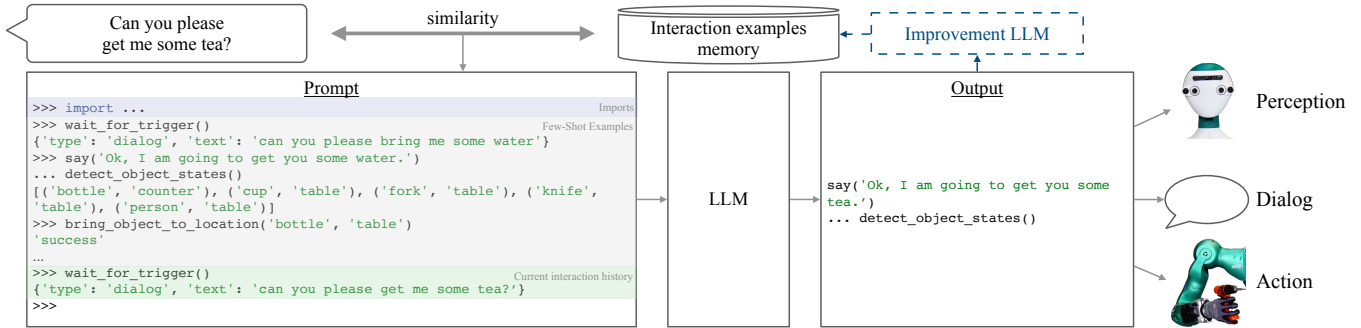 Can you please
get me some tea?
similarity
Interaction examples
memory
Improvement LLM
Prompt
>>> import ...
Imports
>>> wait_for_trigger()
Few-Shot Examples
{'type': 'dialog', 'text': 'can you please bring me some water'}
>>> say('Ok, I am going to get you some water.')
... detect_object_states()
[('bottle', 'counter'), ('cup', 'table'), ('fork', 'table'), ('knife',
'table'), ('person', 'table')]
>>> bring_object_to_location('bottle', 'table')
'success'
...
>>> wait_for_trigger()
Current interaction history
{'type': 'dialog', 'text': 'can you please get me some tea?’}
>>>
LLM
Output
say('Ok, I am going to get you some
tea.’)
... detect_object_states()
Perception
Dialog
Action